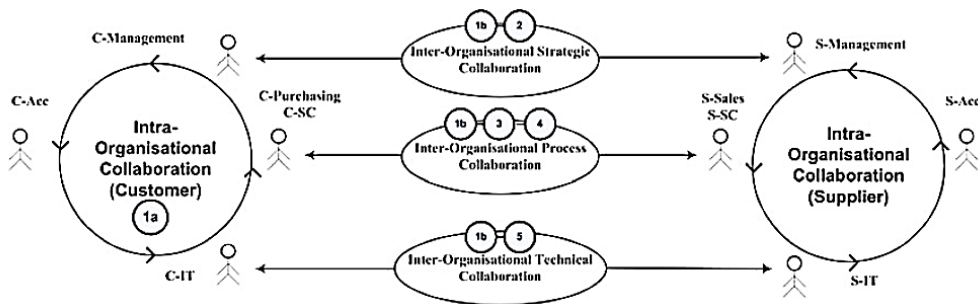 1b 2
Inter-Organisational Strategic
Collaboration
C-Management
S-Management
C-Acc
C-Purchasing
C-SC
S-Sales
S-SC
S-Acc
1b 3 4
Inter-Organisational Process
Collaboration
Intra-
Organisational
Collaboration
(Customer)
1a
Intra-
Organisational
Collaboration
(Supplier)
1b 5
Inter-Organisational Technical
Collaboration
C-IT
S-IT